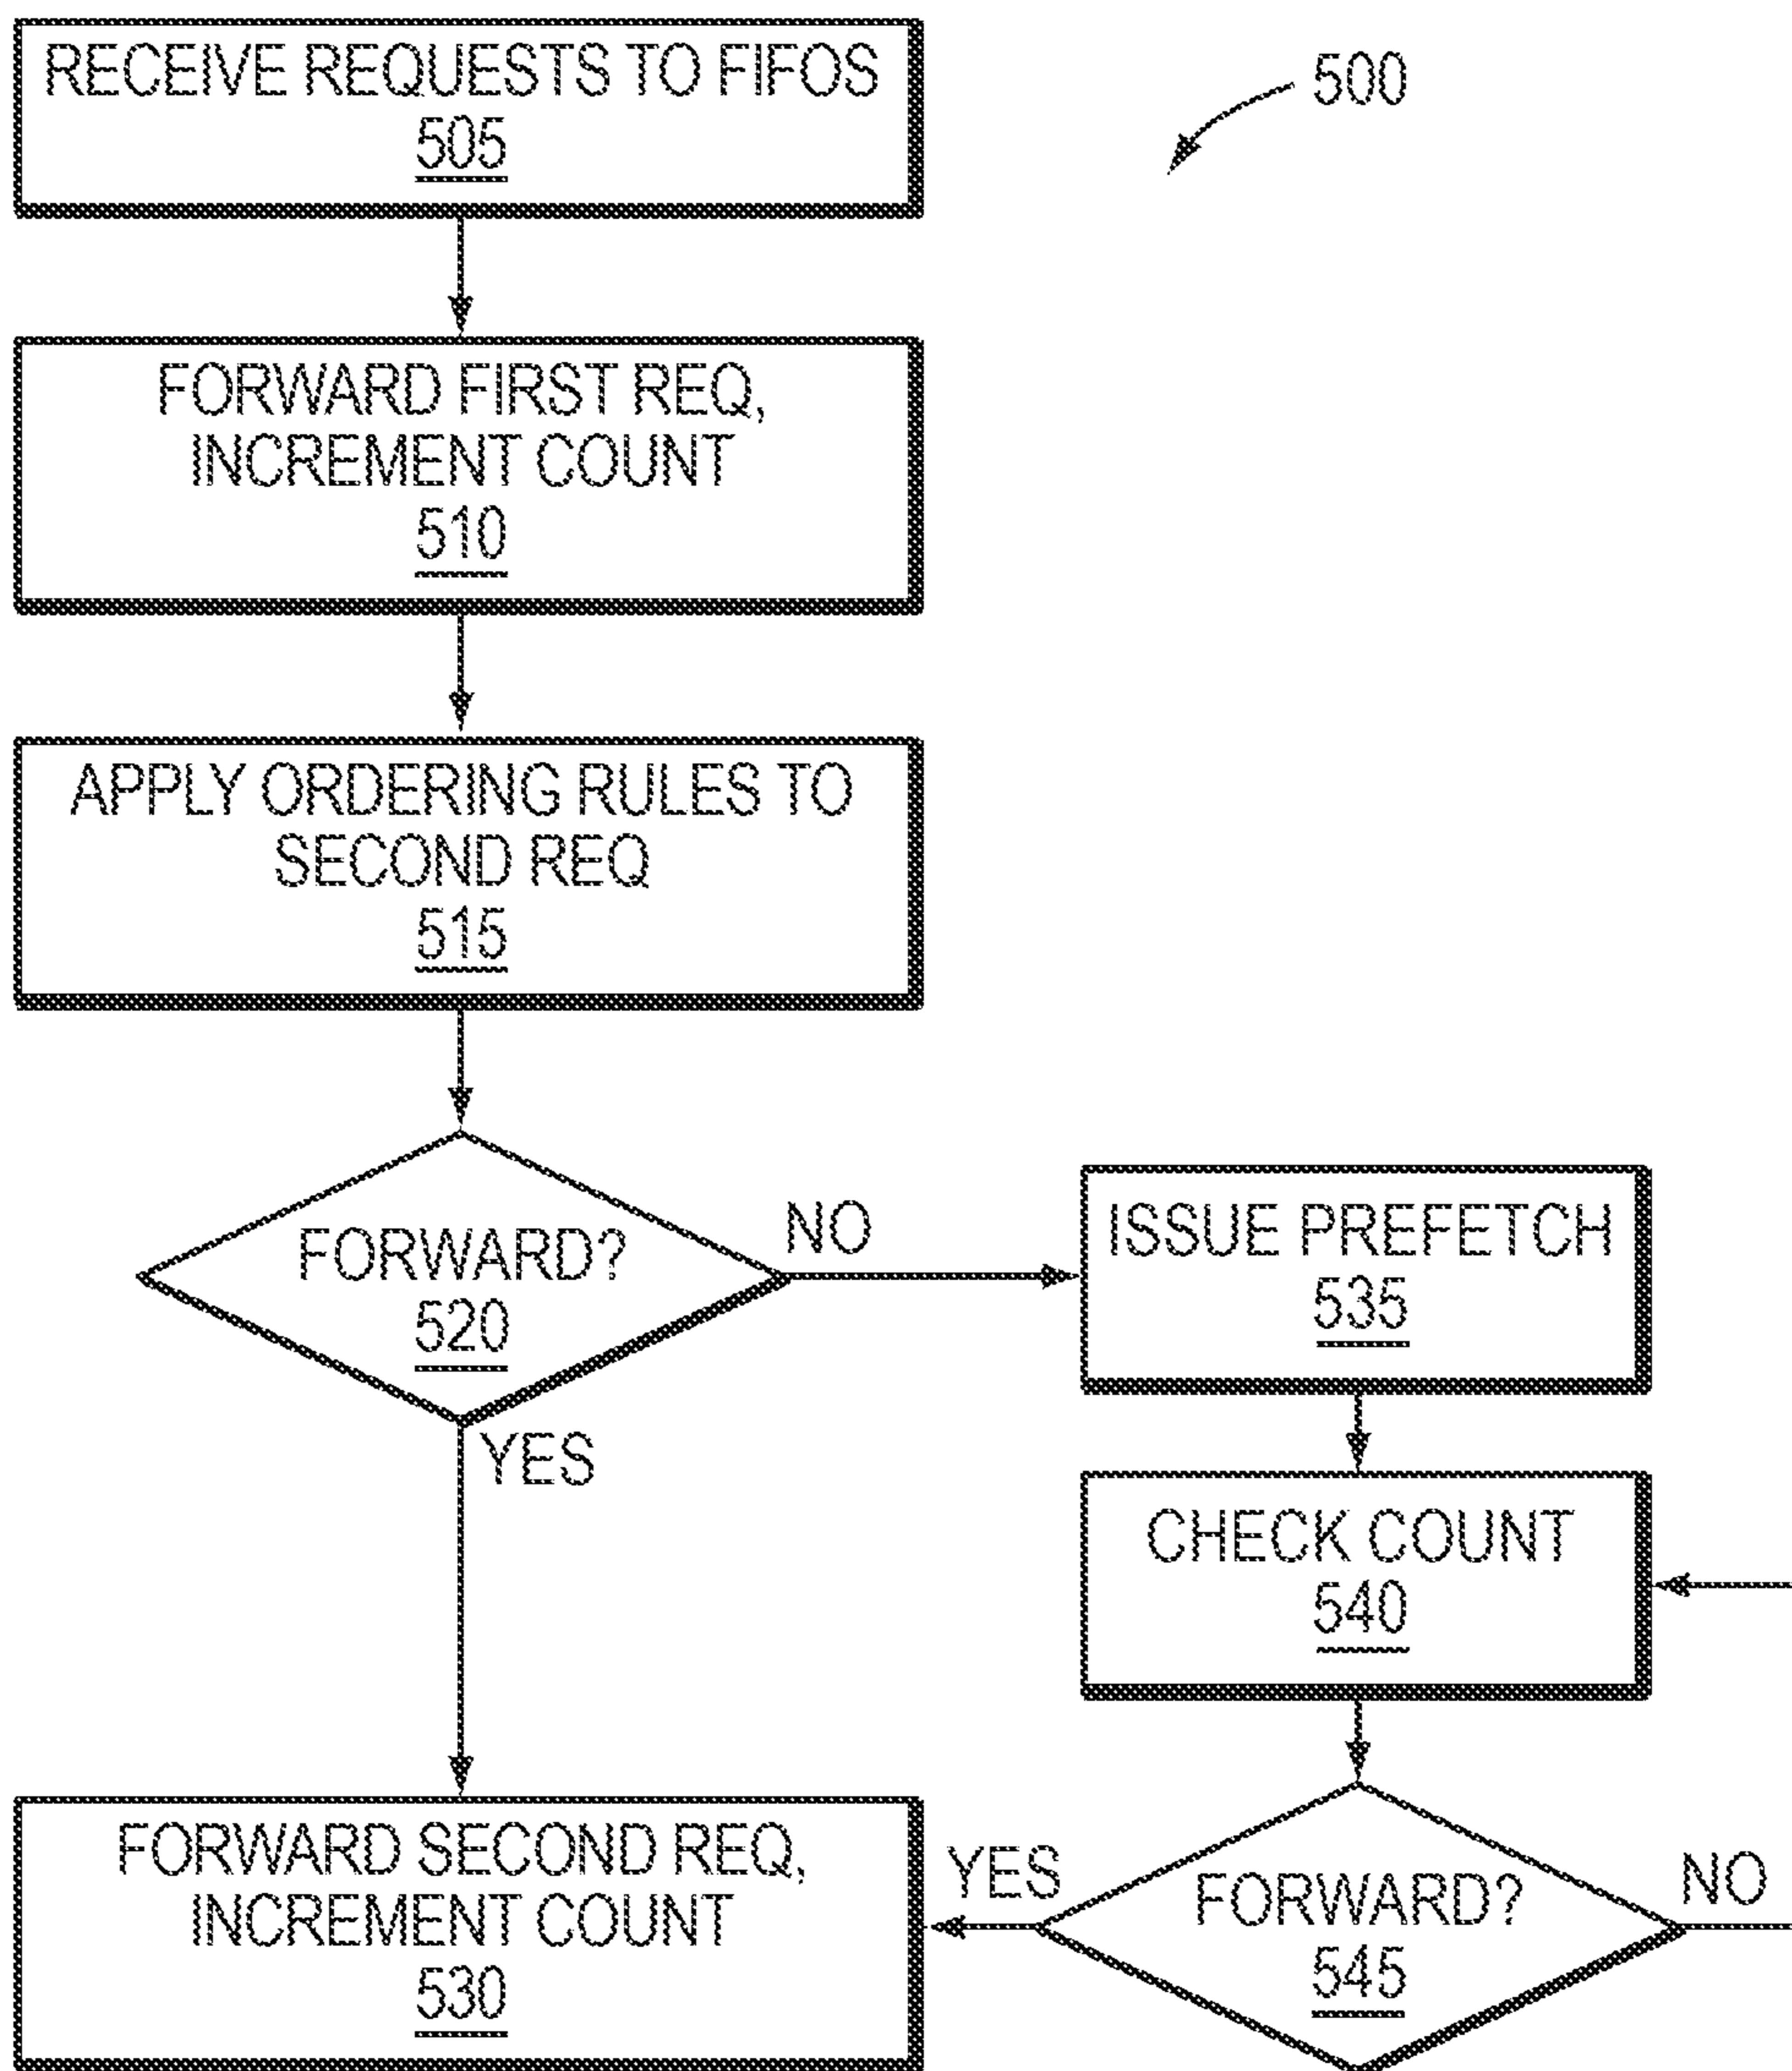 RECEIVE REQUESTS TO FIFOS
505
500
FORWARD FIRST REQ,
INCREMENT COUNT
510
APPLY ORDERING RULES TO
SECOND REQ
515
FORWARD?
520
NO
YES
ISSUE PREFETCH
535
CHECK COUNT
540
FORWARD?
545
YES
NO
FORWARD SECOND REQ,
INCREMENT COUNT
530